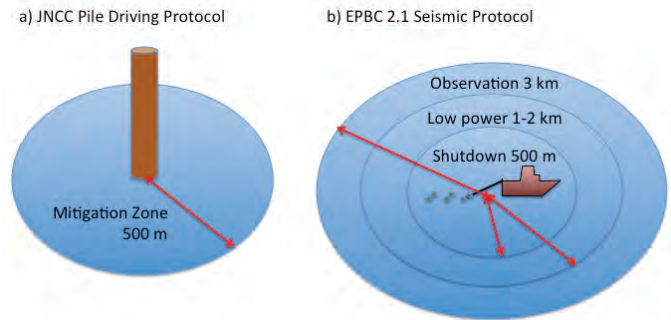 a) JNCC Pile Driving Protocol
b) EPBC 2.1 Seismic Protocol
Mitigation Zone
500 m
Observation 3 km
Low power 1-2 km
Shutdown 500 m